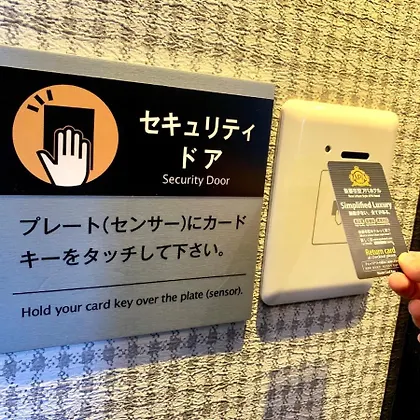 セキュリティ
ドア
Security Door
プレート(センサー)にカード
キーをタッチして下さい。
Hold your card key over the plate (sensor).
Simplified Luxury
Return card